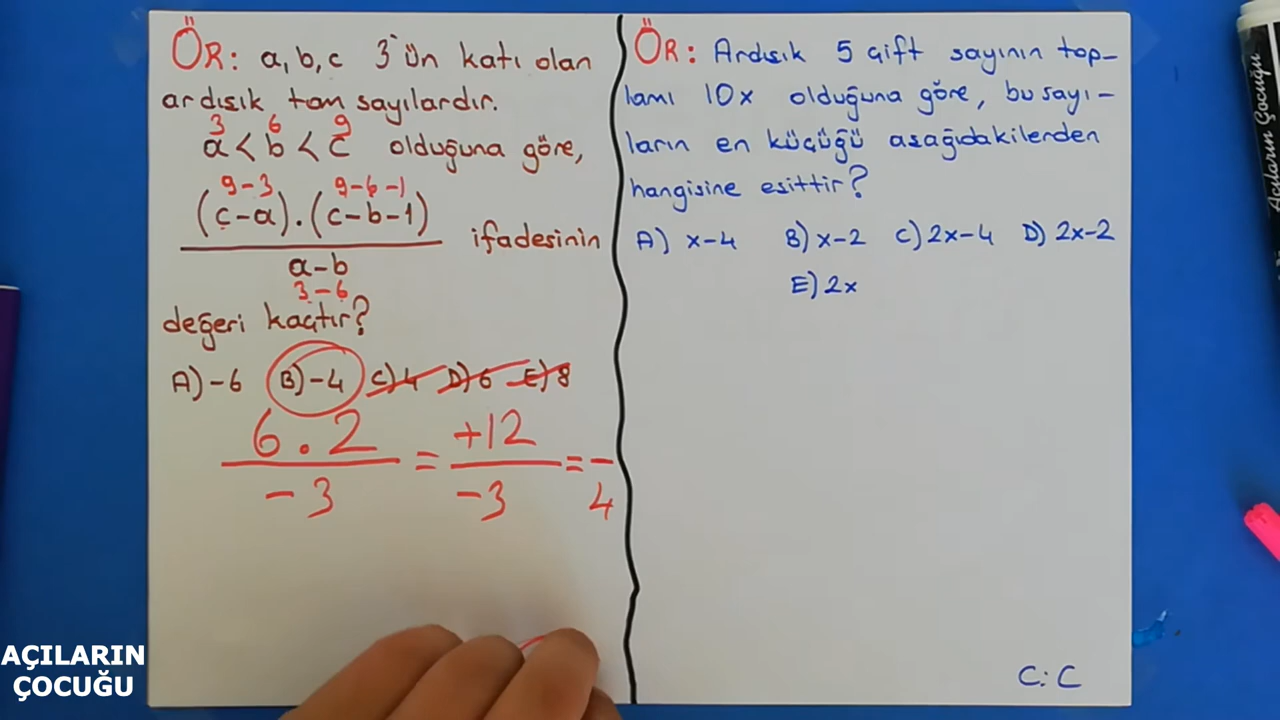 ÖR: a, b, c 3'ün katı olan
ardışık tam sayılardır.
3 6 9
a < b < c olduğuna göre,
9-3 9-6-1
(c-a).(c-b-1)
ifadesinin
a-b
3-6
değeri kaçtır?
A) -6 B) -4 C) 4 D) 6 E) 8
6.2 / -3 = +12 / -3 = -4
ÖR: Ardışık 5 çift sayının top-
lamı 10x olduğuna göre, bu sayı-
ların en küçüğü aşağıdakilerden
hangisine eşittir?
A) x-4 B) x-2 C) 2x-4 D) 2x-2
E) 2x
C:C
AÇILARIN
ÇOCUĞU
Açıların Çocuğu